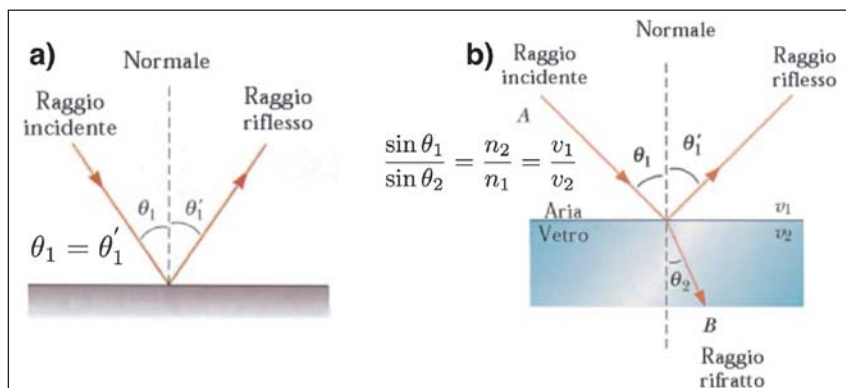 a)
Normale
Raggio
incidente
Raggio
riflesso
θ₁
θ₁′
θ₁ = θ₁′
b)
Normale
Raggio
incidente
Raggio
riflesso
A
sin θ₁ / sin θ₂ = n₂ / n₁ = v₁ / v₂
θ₁
θ₁′
Aria
v₁
Vetro
v₂
θ₂
B
Raggio
rifratto